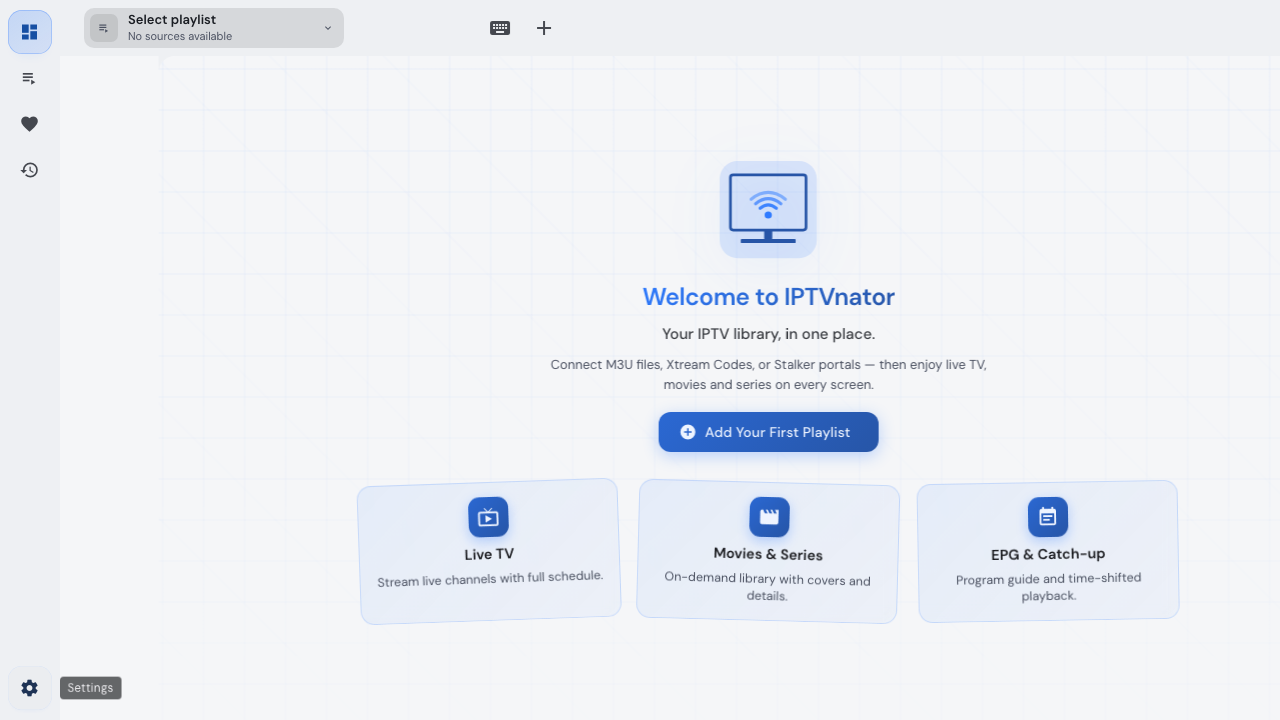 Select playlist
No sources available
Welcome to IPTVnator
Your IPTV library, in one place.
Connect M3U files, Xtream Codes, or Stalker portals — then enjoy live TV,
movies and series on every screen.
Add Your First Playlist
Live TV
Stream live channels with full schedule.
Movies & Series
On-demand library with covers and
details.
EPG & Catch-up
Program guide and time-shifted
playback.
Settings